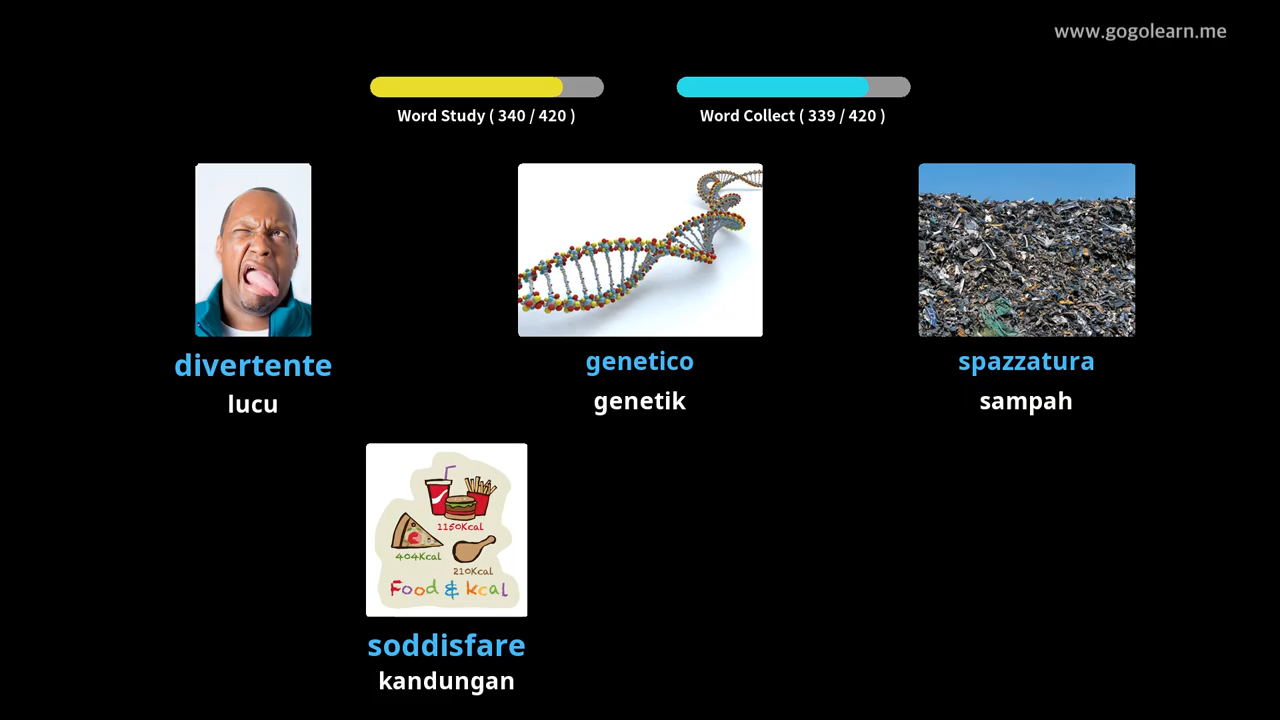 www.gogolearn.me
Word Study ( 340 / 420 )
Word Collect ( 339 / 420 )
divertente
lucu
genetico
genetik
spazzatura
sampah
1150Kcal
404Kcal
210Kcal
Food & kcal
soddisfare
kandungan